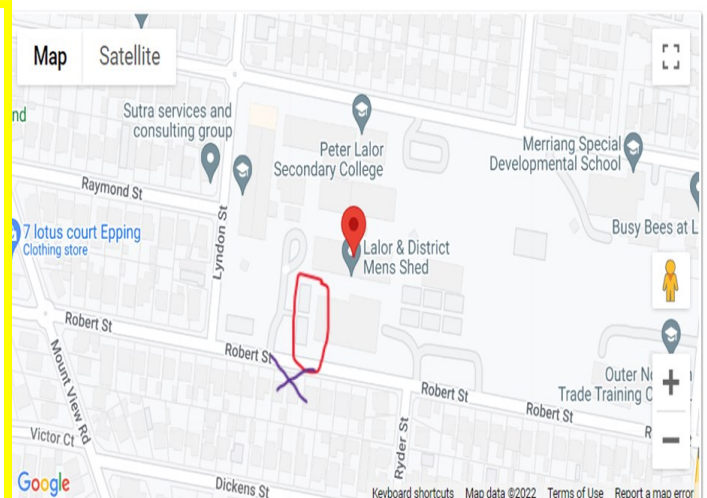 Map Satellite
nd
Sutra services and
consulting group
Peter Lalor
Secondary College
Merriang Special
Developmental School
Raymond St
7 lotus court Epping
Clothing store
Lyndon St
Busy Bees at L
Lalor & District
Mens Shed
Robert St
Mount View Rd
Robert St
Outer No
Trade Training C
Robert St
Robert St
R
Ryder St
Victor Ct
Dickens St
Google
Keyboard shortcuts Map data ©2022 Terms of Use Report a map error